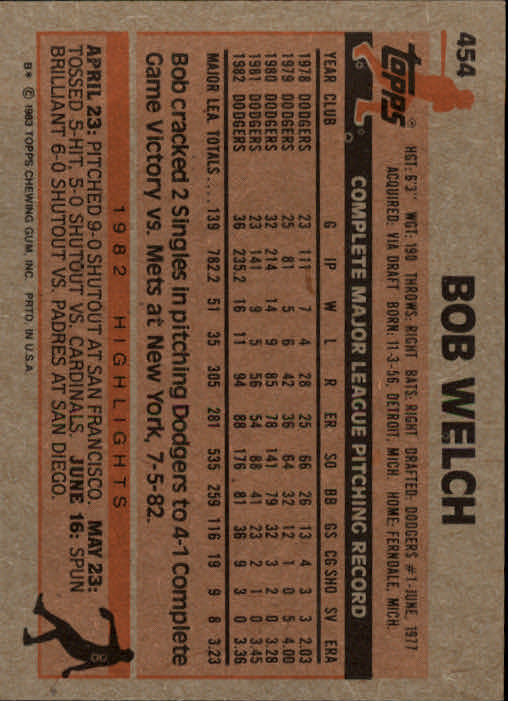 454
BOB WELCH
topps®
HGT: 6'3" WGT: 190 THROWS: RIGHT BATS: RIGHT DRAFTED: DODGERS #1-JUNE, 1977
ACQUIRED: VIA DRAFT BORN: 11-3-56, DETROIT, MICH. HOME: FERNDALE, MICH.
COMPLETE MAJOR LEAGUE PITCHING RECORD
YEAR CLUB G IP W L R ER SO BB GS CG SHO SV ERA
1978 DODGERS 23 111 7 4 28 25 66 26 13 4 3 3 2.03
1979 DODGERS 25 81 5 6 42 36 64 32 12 1 0 5 4.00
1980 DODGERS 32 214 14 9 85 78 141 79 32 3 2 0 3.28
1981 DODGERS 23 141 9 5 56 54 88 41 23 2 1 0 3.45
1982 DODGERS 36 235.2 16 11 94 88 176 81 36 9 3 0 3.36
MAJOR LEA. TOTALS.... 139 782.2 51 35 305 281 535 259 116 19 9 8 3.23
Bob cracked 2 Singles in pitching Dodgers to 4-1 Complete
Game Victory vs. Mets at New York, 7-5-82.
1982 HIGHLIGHTS
APRIL 23: PITCHED 9-0 SHUTOUT AT SAN FRANCISCO. MAY 23:
TOSSED 5-HIT, 5-0 SHUTOUT VS. CARDINALS. JUNE 16: SPUN
BRILLIANT 6-0 SHUTOUT VS. PADRES AT SAN DIEGO.
B* © 1983 TOPPS CHEWING GUM, INC. PRTD. IN U.S.A.